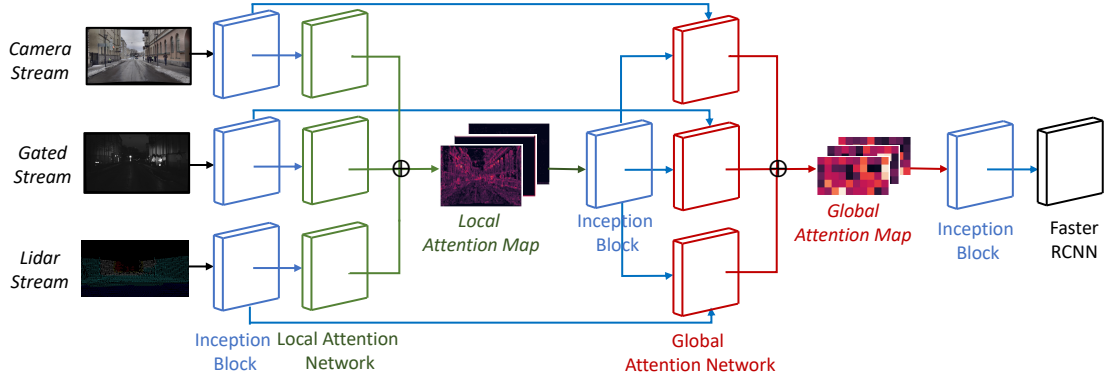 Camera
Stream
Gated
Stream
Lidar
Stream
Inception
Block
Local Attention
Network
Local
Attention Map
Inception
Block
Global
Attention Network
Global
Attention Map
Inception
Block
Faster
RCNN